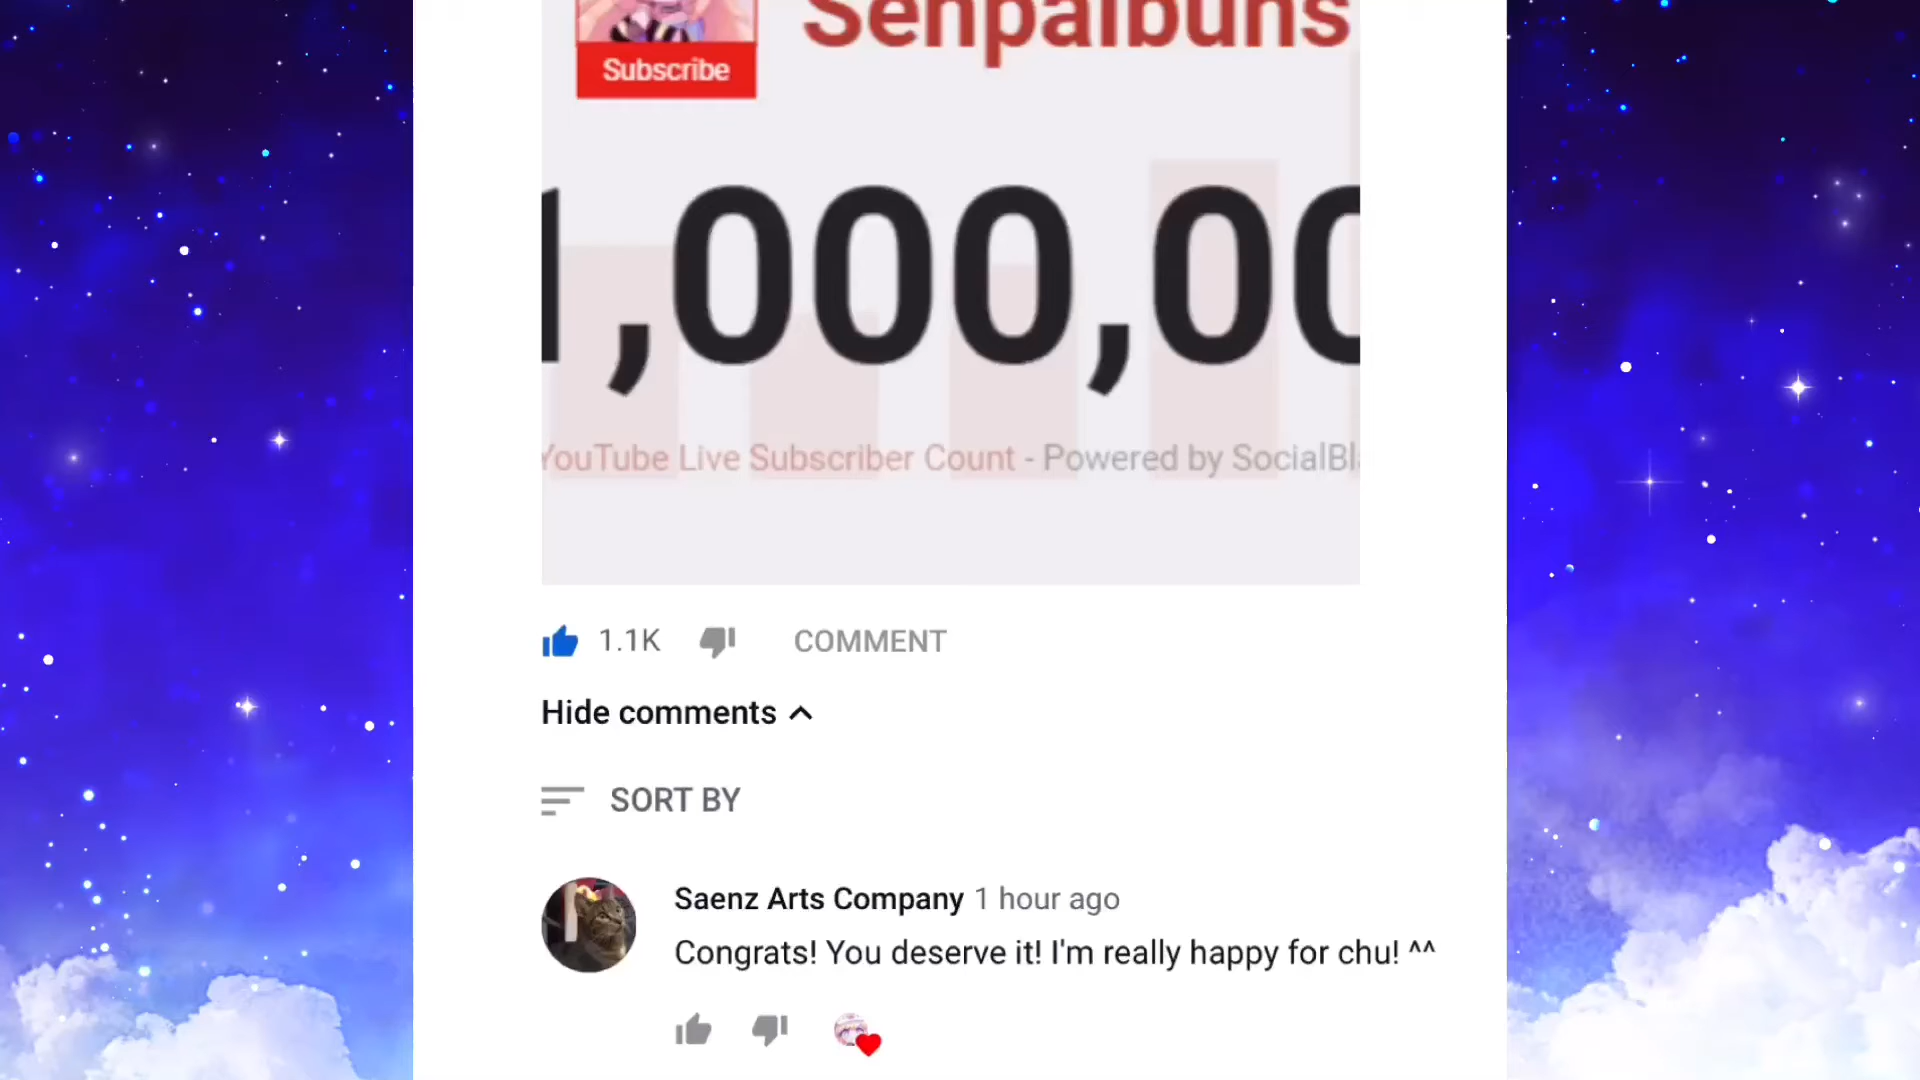 Senpaibuns
Subscribe
1,000,00
YouTube Live Subscriber Count - Powered by SocialBl
1.1K COMMENT
Hide comments
SORT BY
Saenz Arts Company 1 hour ago
Congrats! You deserve it! I'm really happy for chu! ^^